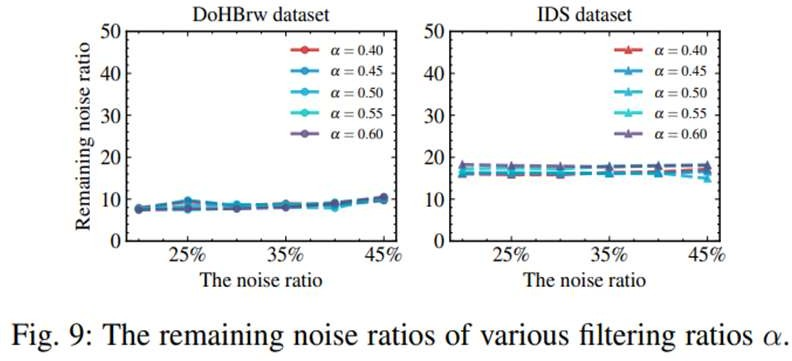 DoHBrw dataset
50
40
30
20
10
0
Remaining noise ratio
α = 0.40
α = 0.45
α = 0.50
α = 0.55
α = 0.60
25%
35%
45%
The noise ratio
IDS dataset
50
40
30
20
10
0
α = 0.40
α = 0.45
α = 0.50
α = 0.55
α = 0.60
25%
35%
45%
The noise ratio
Fig. 9: The remaining noise ratios of various filtering ratios α.